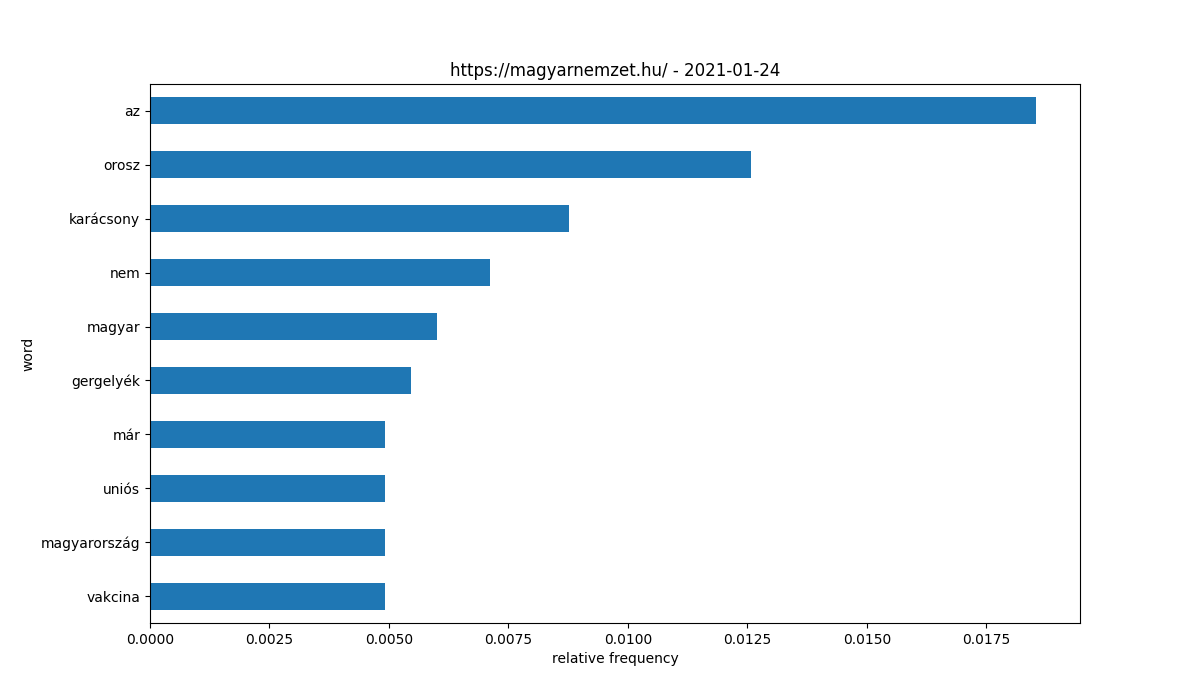 https://magyarnemzet.hu/ - 2021-01-24
az
orosz
karácsony
nem
magyar
gergelyék
már
uniós
magyarország
vakcina
word
0.0000 0.0025 0.0050 0.0075 0.0100 0.0125 0.0150 0.0175
relative frequency